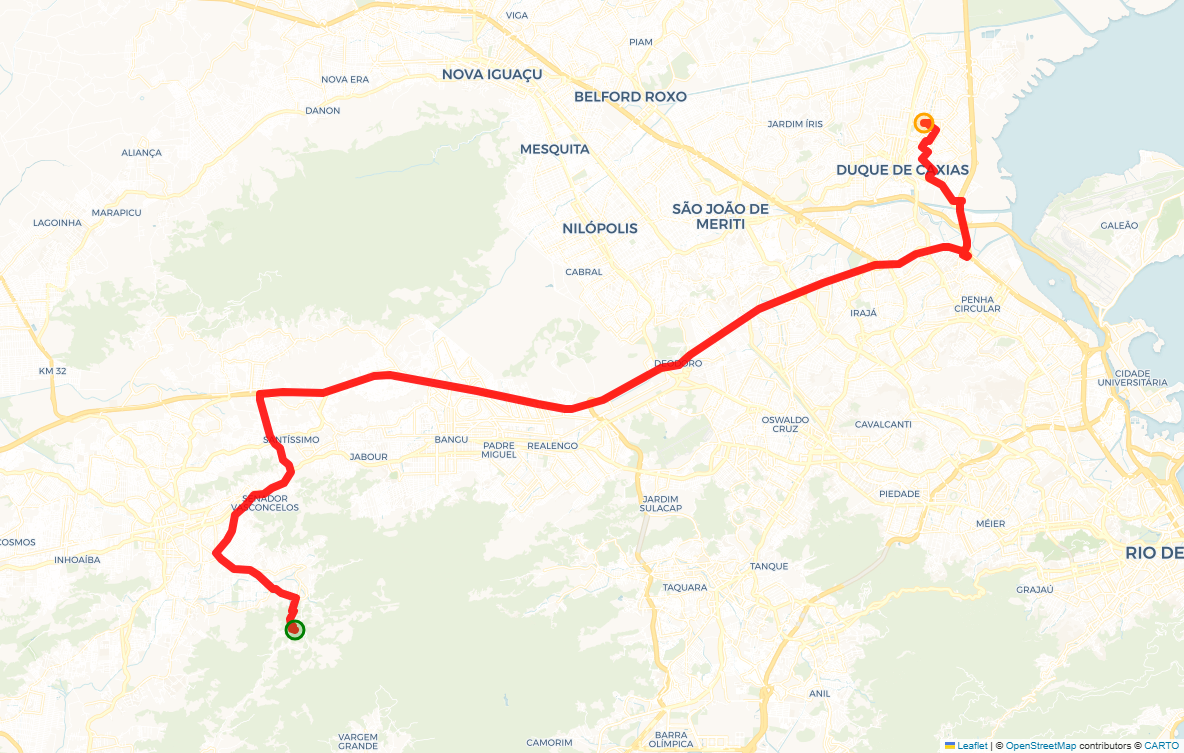 VIGA
PIAM
NOVA IGUAÇU
NOVA ERA
BELFORD ROXO
DANON
JARDIM ÍRIS
ALIANÇA
MESQUITA
DUQUE DE CAXIAS
MARAPICU
LAGOINHA
SÃO JOÃO DE
MERITI
NILÓPOLIS
GALEÃO
CABRAL
PENHA
CIRCULAR
IRAJÁ
DEODORO
KM 32
CIDADE
UNIVERSITÁRIA
OSWALDO
CRUZ
CAVALCANTI
SANTÍSSIMO
BANGU
PADRE
MIGUEL
REALENGO
JABOUR
SENADOR
VASCONCELOS
JARDIM
SULACAP
PIEDADE
MÉIER
COSMOS
INHOAÍBA
RIO DE
TANQUE
TAQUARA
GRAJAÚ
ANIL
VARGEM
GRANDE
CAMORIM
BARRA
OLÍMPICA
Leaflet | © OpenStreetMap contributors © CARTO